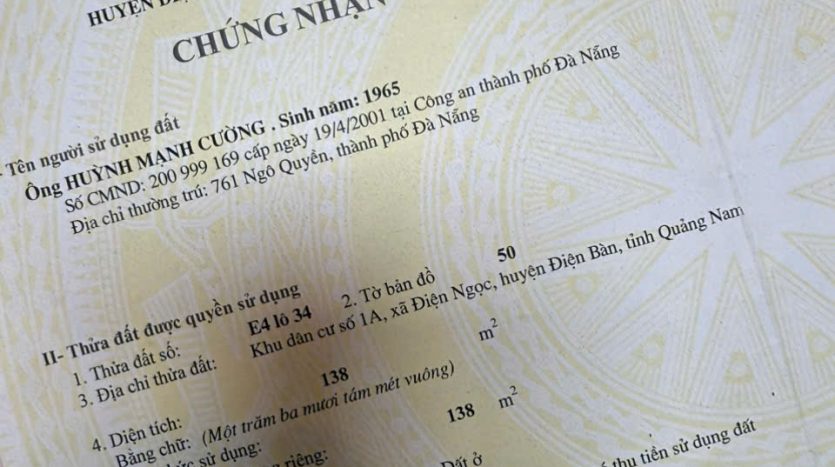 HUYỆN
CHỨNG NHẬN
Tên người sử dụng đất
Ông HUỲNH MẠNH CƯỜNG . Sinh năm: 1965
Số CMND: 200 999 169 cấp ngày 19/4/2001 tại Công an thành phố Đà Nẵng
Địa chỉ thường trú: 761 Ngô Quyền, thành phố Đà Nẵng
II- Thửa đất được quyền sử dụng
1. Thửa đất số: E4 lô 34 2. Tờ bản đồ 50
3. Địa chỉ thửa đất: Khu dân cư số 1A, xã Điện Ngọc, huyện Điện Bàn, tỉnh Quảng Nam
4. Diện tích: 138 m²
Bằng chữ: (Một trăm ba mươi tám mét vuông)
sử dụng:
riêng: 138 m²
Đất ở
thu tiền sử dụng đất